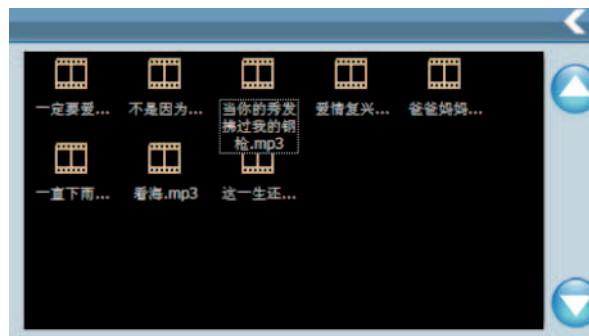 一定要爱...
不是因为...
当你的秀发
拂过我的钢
枪.mp3
爱情复兴...
爸爸妈妈...
一直下雨...
看海.mp3
这一生还...